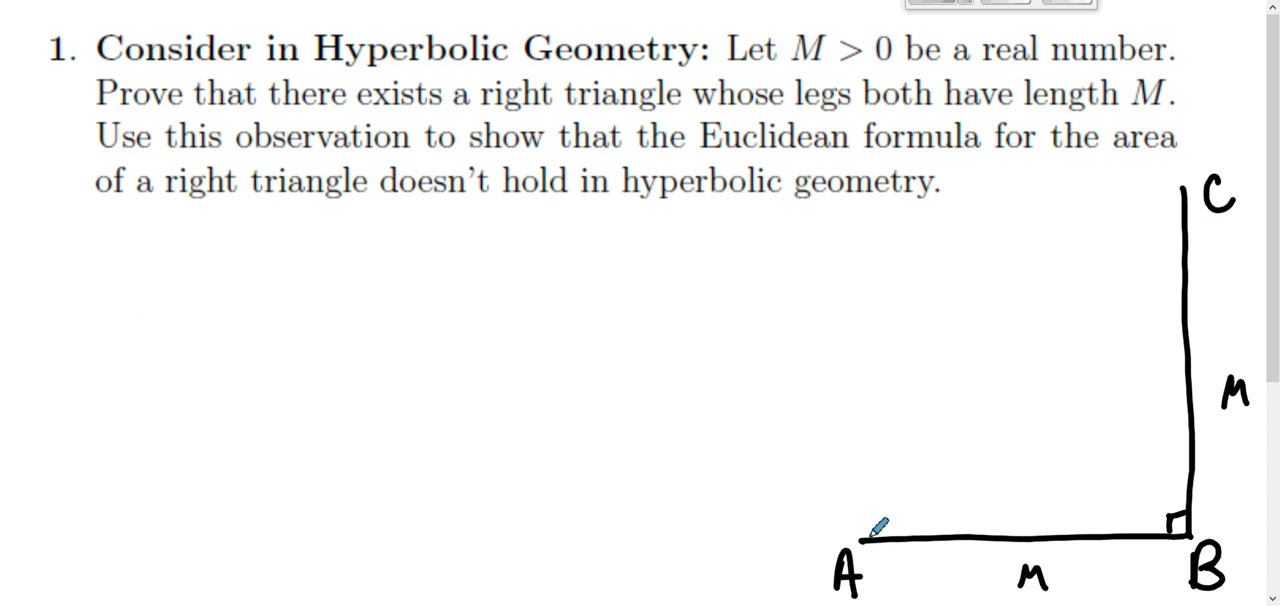 1. Consider in Hyperbolic Geometry: Let M > 0 be a real number.
Prove that there exists a right triangle whose legs both have length M.
Use this observation to show that the Euclidean formula for the area
of a right triangle doesn't hold in hyperbolic geometry.
C
M
A M B